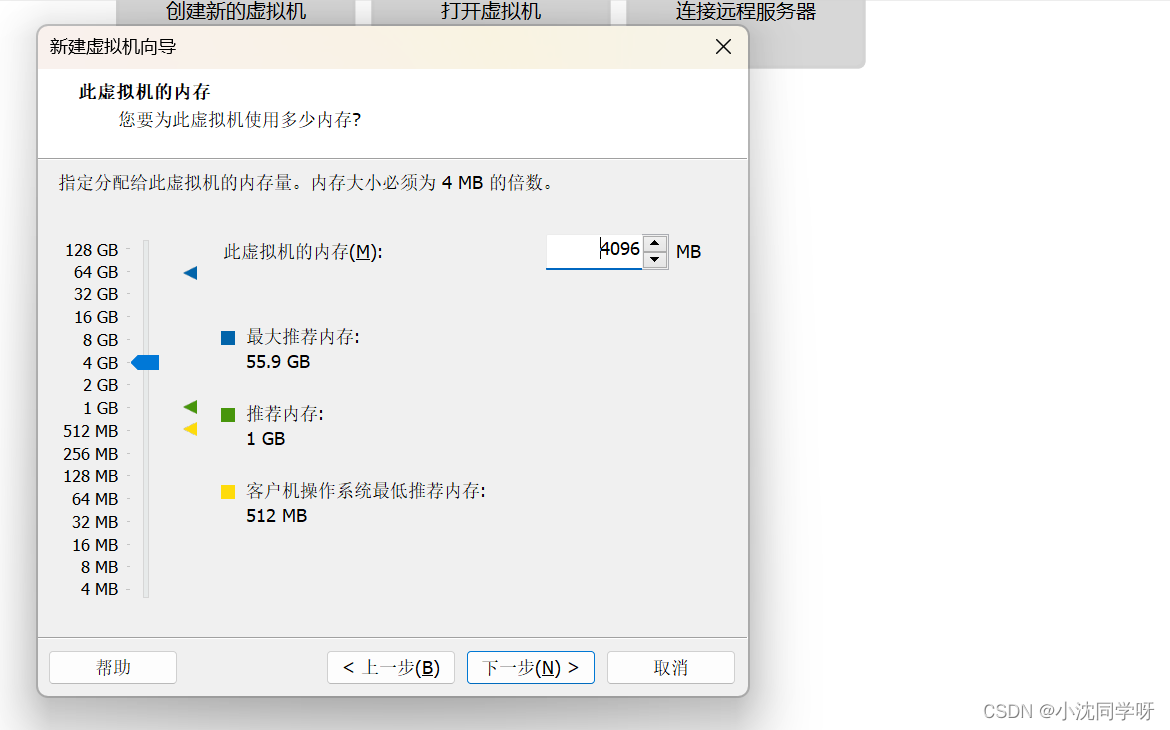 创建新的虚拟机 打开虚拟机 连接远程服务器
新建虚拟机向导
此虚拟机的内存
您要为此虚拟机使用多少内存?
指定分配给此虚拟机的内存量。内存大小必须为 4 MB 的倍数。
此虚拟机的内存(M): 4096 MB
128 GB
64 GB
32 GB
16 GB
8 GB
4 GB
2 GB
1 GB
512 MB
256 MB
128 MB
64 MB
32 MB
16 MB
8 MB
4 MB
最大推荐内存:
55.9 GB
推荐内存:
1 GB
客户机操作系统最低推荐内存:
512 MB
帮助 < 上一步(B) 下一步(N) > 取消
CSDN @小沈同学呀